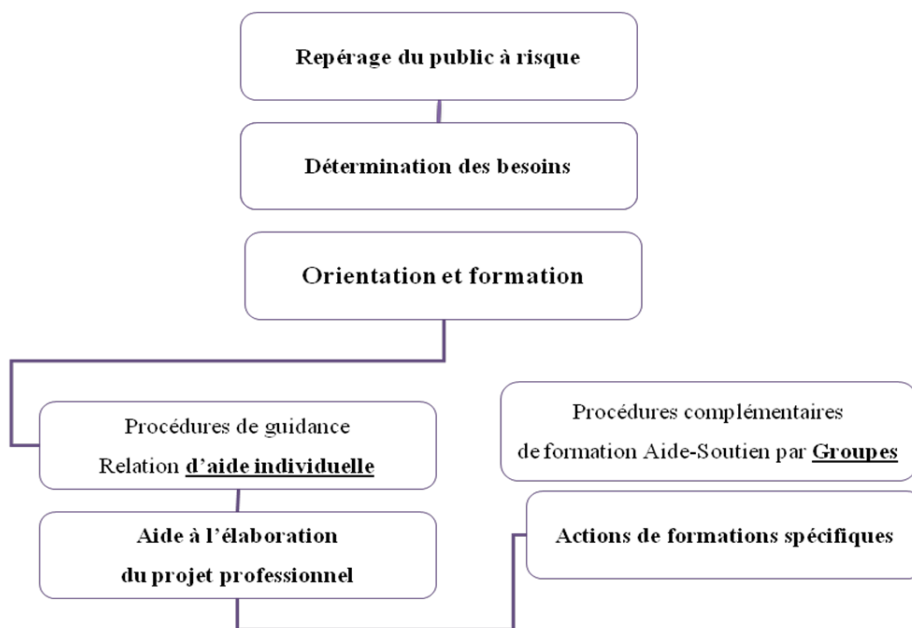 Repérage du public à risque
Détermination des besoins
Orientation et formation
Procédures de guidance
Relation d’aide individuelle
Aide à l’élaboration
du projet professionnel
Procédures complémentaires
de formation Aide-Soutien par Groupes
Actions de formations spécifiques